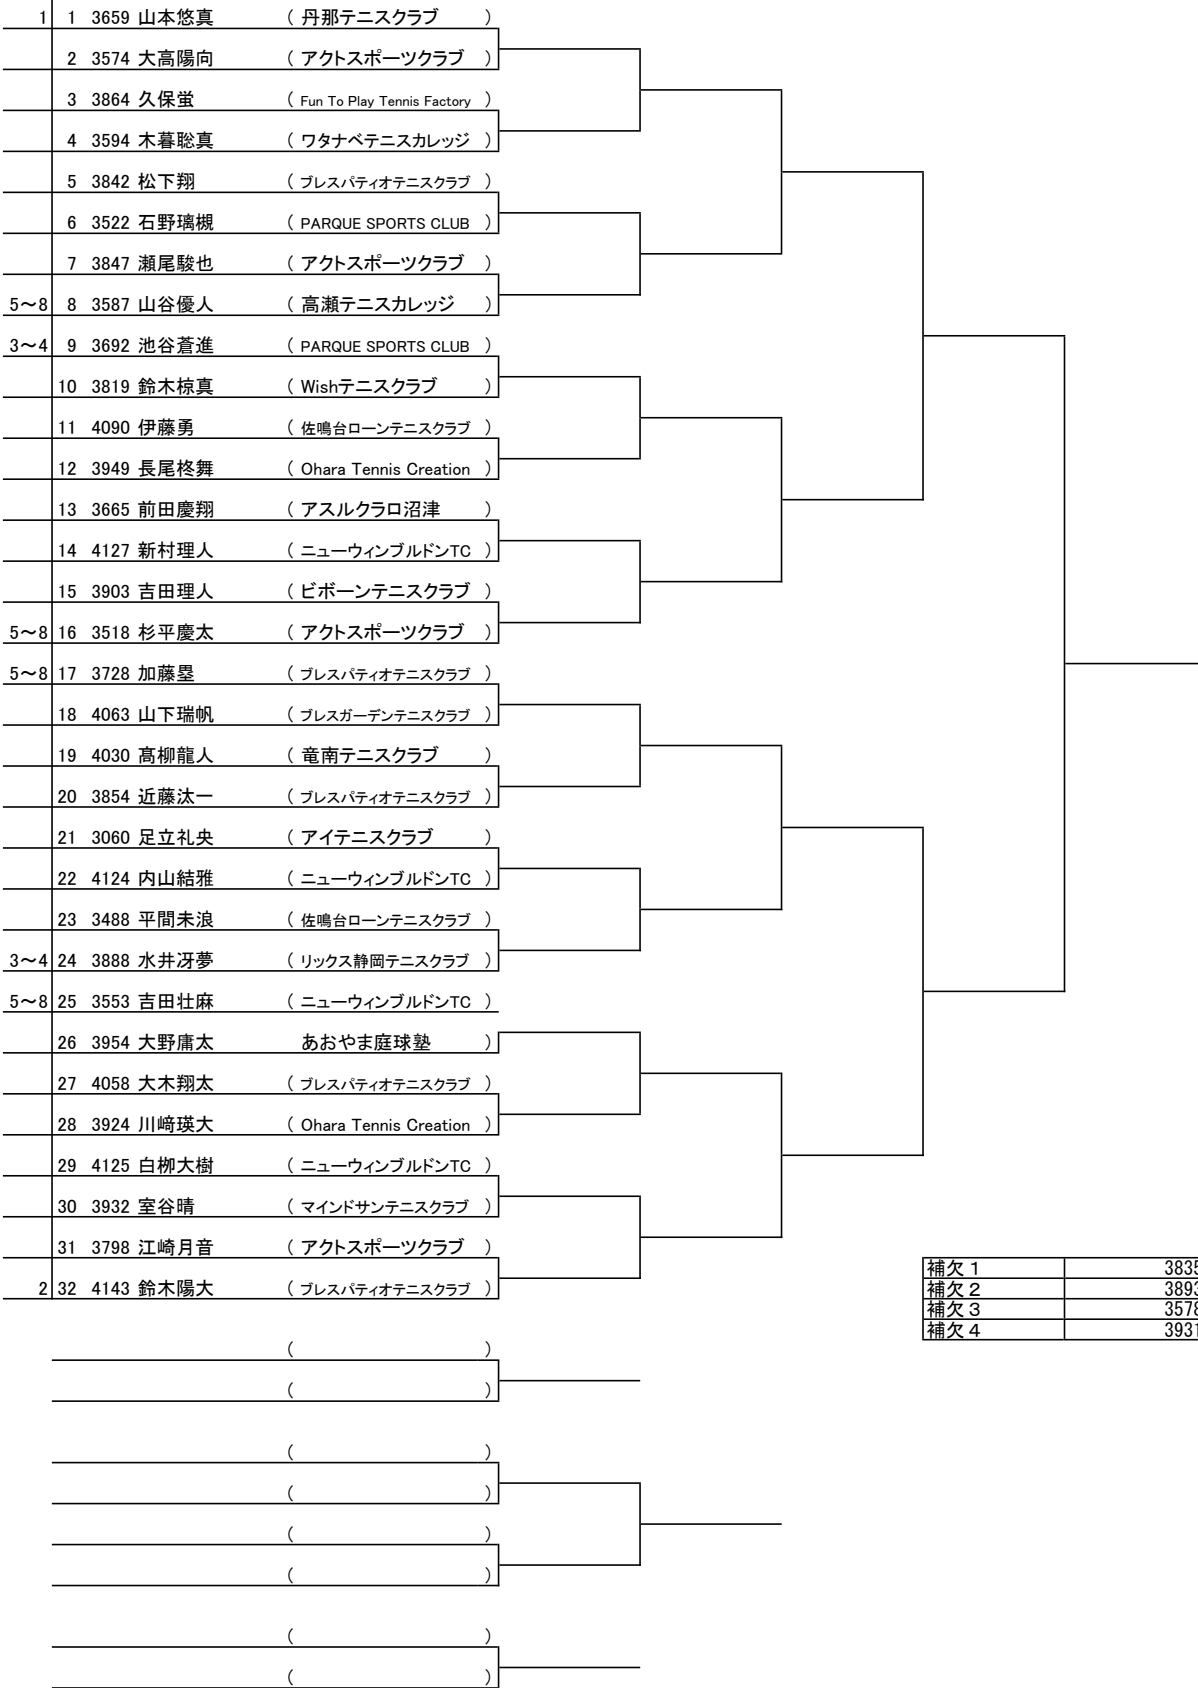 1 1 3659 山本悠真 ( 丹那テニスクラブ )
2 3574 大高陽向 ( アクトスポーツクラブ )
3 3864 久保蛍 ( Fun To Play Tennis Factory )
4 3594 木暮聡真 ( ワタナベテニスカレッジ )
5 3842 松下翔 ( ブレスパティオテニスクラブ )
6 3522 石野璃槻 ( PARQUE SPORTS CLUB )
7 3847 瀬尾駿也 ( アクトスポーツクラブ )
5～8 8 3587 山谷優人 ( 高瀬テニスカレッジ )
3～4 9 3692 池谷蒼進 ( PARQUE SPORTS CLUB )
10 3819 鈴木椋真 ( Wishテニスクラブ )
11 4090 伊藤勇 ( 佐鳴台ローンテニスクラブ )
12 3949 長尾柊舞 ( Ohara Tennis Creation )
13 3665 前田慶翔 ( アスルクラロ沼津 )
14 4127 新村理人 ( ニューウィンブルドンTC )
15 3903 吉田理人 ( ビボーンテニスクラブ )
5～8 16 3518 杉平慶太 ( アクトスポーツクラブ )
5～8 17 3728 加藤塁 ( ブレスパティオテニスクラブ )
18 4063 山下瑞帆 ( ブレスガーデンテニスクラブ )
19 4030 髙柳龍人 ( 竜南テニスクラブ )
20 3854 近藤汰一 ( ブレスパティオテニスクラブ )
21 3060 足立礼央 ( アイテニスクラブ )
22 4124 内山結雅 ( ニューウィンブルドンTC )
23 3488 平間未浪 ( 佐鳴台ローンテニスクラブ )
3～4 24 3888 水井冴夢 ( リックス静岡テニスクラブ )
5～8 25 3553 吉田壮麻 ( ニューウィンブルドンTC )
26 3954 大野庸太 あおやま庭球塾 )
27 4058 大木翔太 ( ブレスパティオテニスクラブ )
28 3924 川﨑瑛大 ( Ohara Tennis Creation )
29 4125 白栁大樹 ( ニューウィンブルドンTC )
30 3932 室谷晴 ( マインドサンテニスクラブ )
31 3798 江崎月音 ( アクトスポーツクラブ )
2 32 4143 鈴木陽大 ( ブレスパティオテニスクラブ )
補欠１ 3835
補欠２ 3893
補欠３ 3578
補欠４ 3931
( )
( )
( )
( )
( )
( )
( )
( )